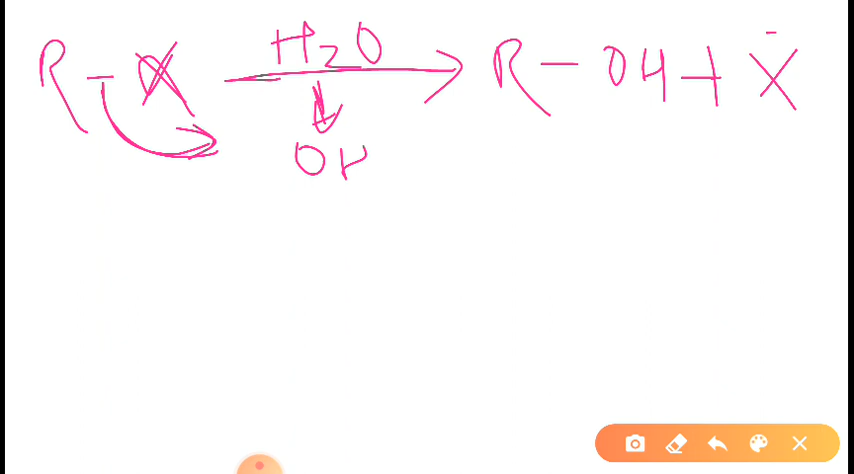 H2O
R-X → R-OH + X̄
↓
OH